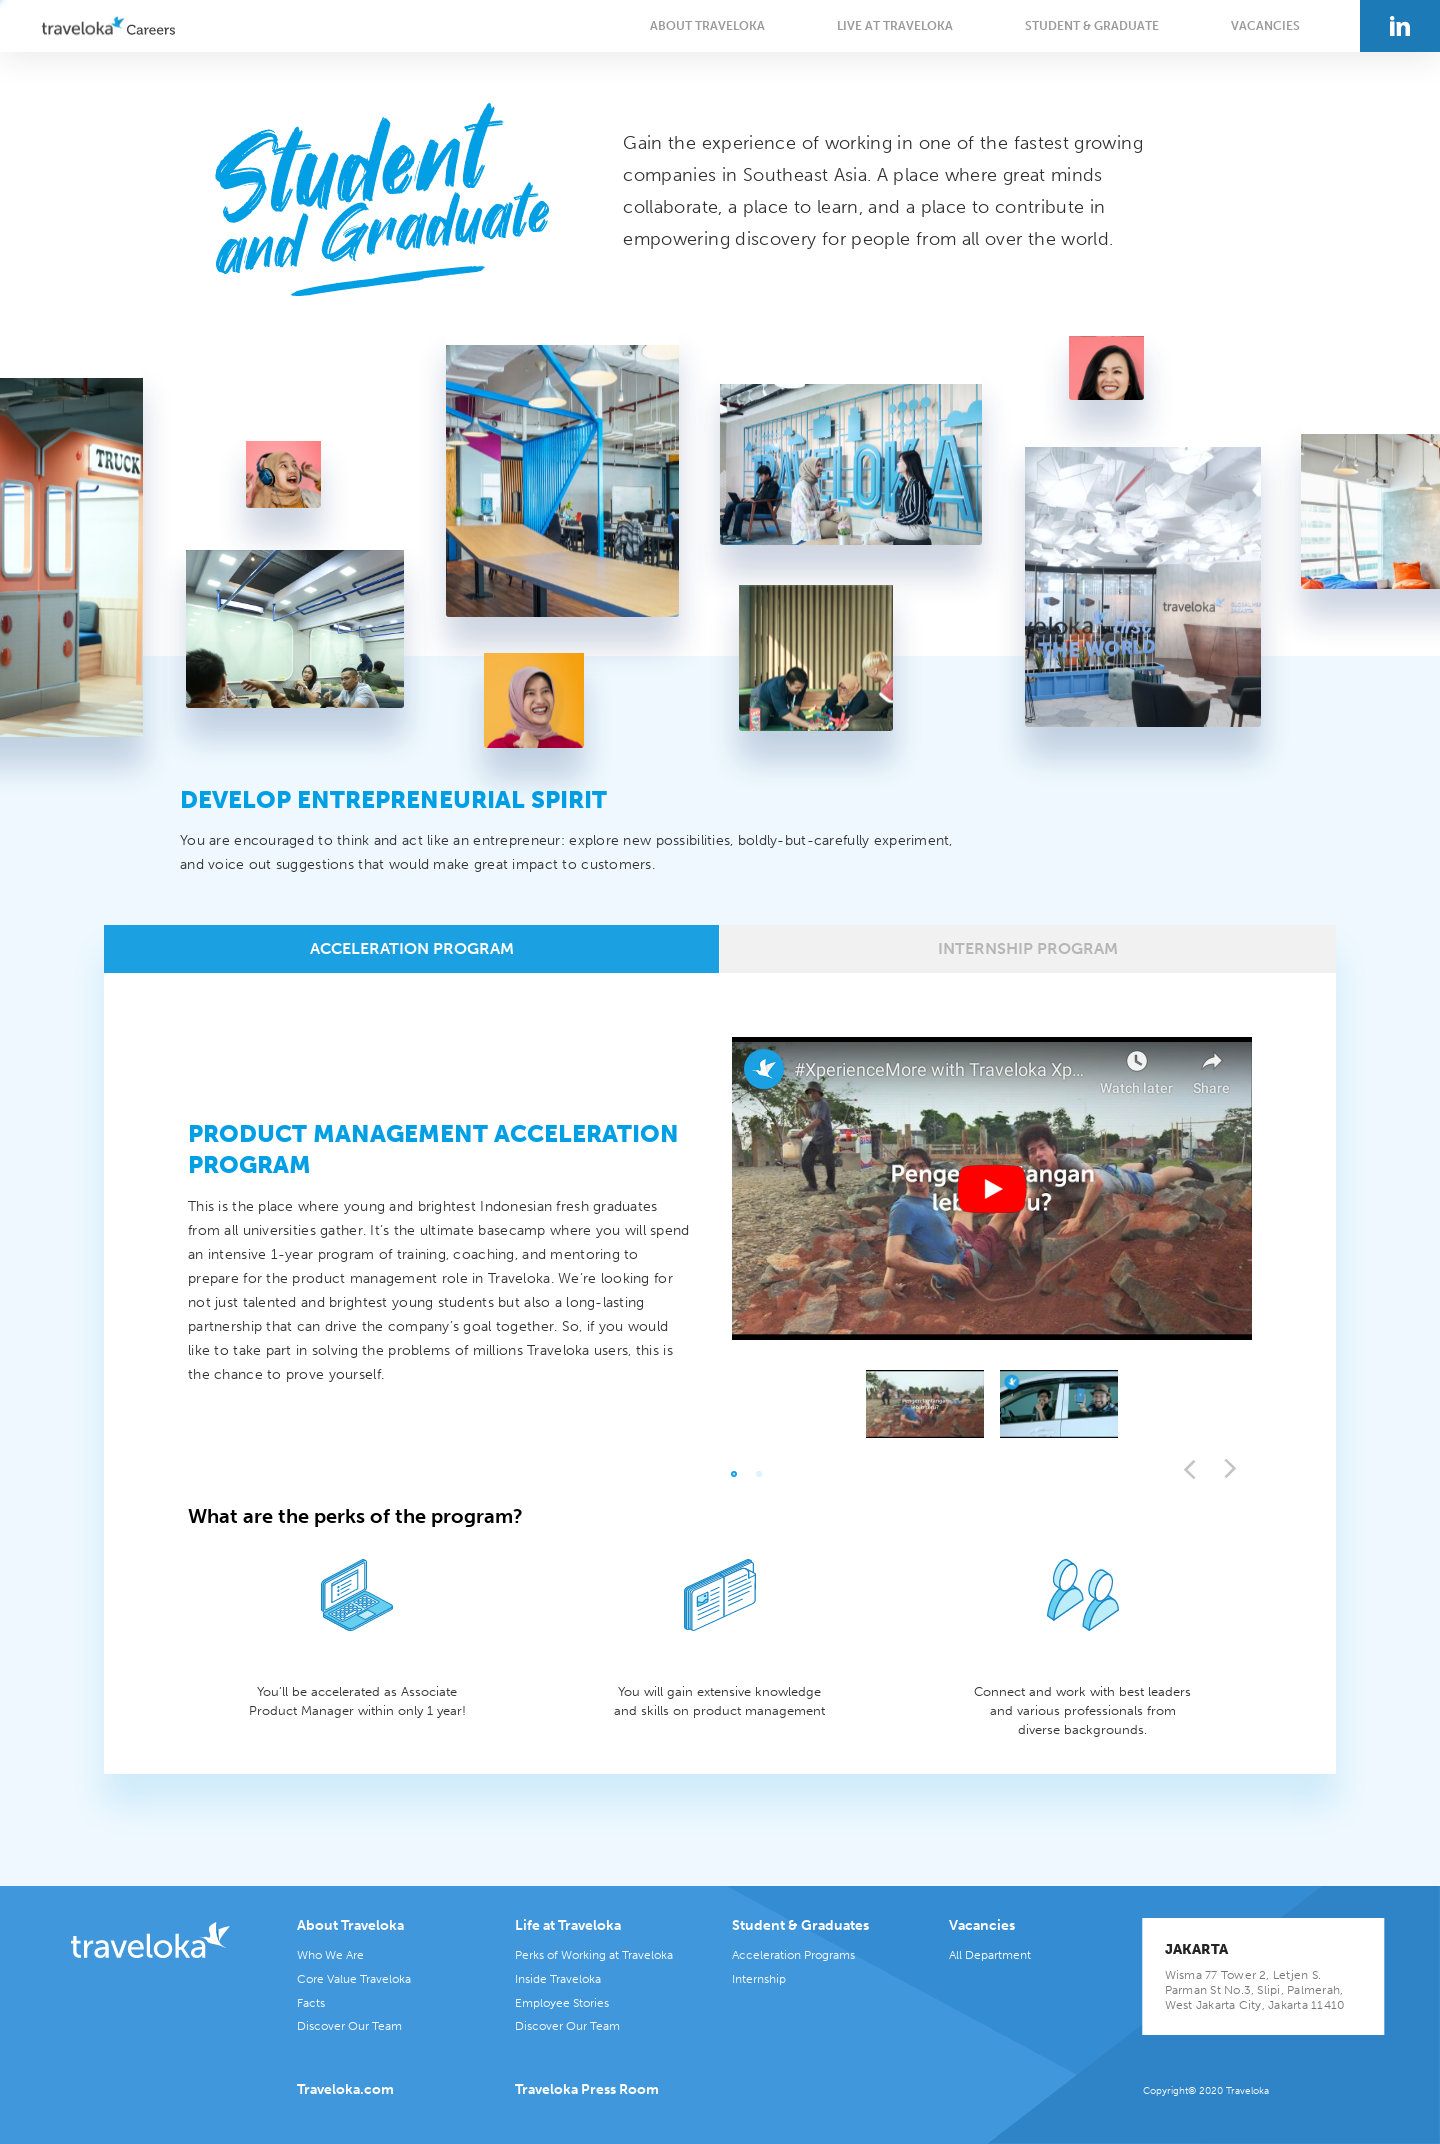 traveloka Careers
ABOUT TRAVELOKA
LIVE AT TRAVELOKA
STUDENT & GRADUATE
VACANCIES
in
Student
and Graduate
Gain the experience of working in one of the fastest growing
companies in Southeast Asia. A place where great minds
collaborate, a place to learn, and a place to contribute in
empowering discovery for people from all over the world.
TRUCK
TRAVELOKA
traveloka
veloka first
THE WORLD
DEVELOP ENTREPRENEURIAL SPIRIT
You are encouraged to think and act like an entrepreneur: explore new possibilities, boldly-but-carefully experiment,
and voice out suggestions that would make great impact to customers.
ACCELERATION PROGRAM
INTERNSHIP PROGRAM
#XperienceMore with Traveloka Xp...
Watch later
Share
PRODUCT MANAGEMENT ACCELERATION
PROGRAM
This is the place where young and brightest Indonesian fresh graduates
from all universities gather. It’s the ultimate basecamp where you will spend
an intensive 1-year program of training, coaching, and mentoring to
prepare for the product management role in Traveloka. We’re looking for
not just talented and brightest young students but also a long-lasting
partnership that can drive the company’s goal together. So, if you would
like to take part in solving the problems of millions Traveloka users, this is
the chance to prove yourself.
What are the perks of the program?
You’ll be accelerated as Associate
Product Manager within only 1 year!
You will gain extensive knowledge
and skills on product management
Connect and work with best leaders
and various professionals from
diverse backgrounds.
traveloka
About Traveloka
Who We Are
Core Value Traveloka
Facts
Discover Our Team
Life at Traveloka
Perks of Working at Traveloka
Inside Traveloka
Employee Stories
Discover Our Team
Student & Graduates
Acceleration Programs
Internship
Vacancies
All Department
JAKARTA
Wisma 77 Tower 2, Letjen S.
Parman St No.3, Slipi, Palmerah,
West Jakarta City, Jakarta 11410
Traveloka.com
Traveloka Press Room
Copyright© 2020 Traveloka